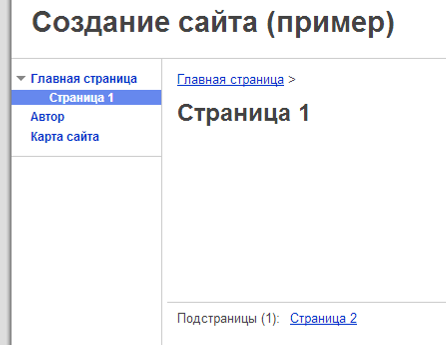 Создание сайта (пример)
Главная страница
Страница 1
Автор
Карта сайта
Главная страница >
Страница 1
Подстраницы (1): Страница 2